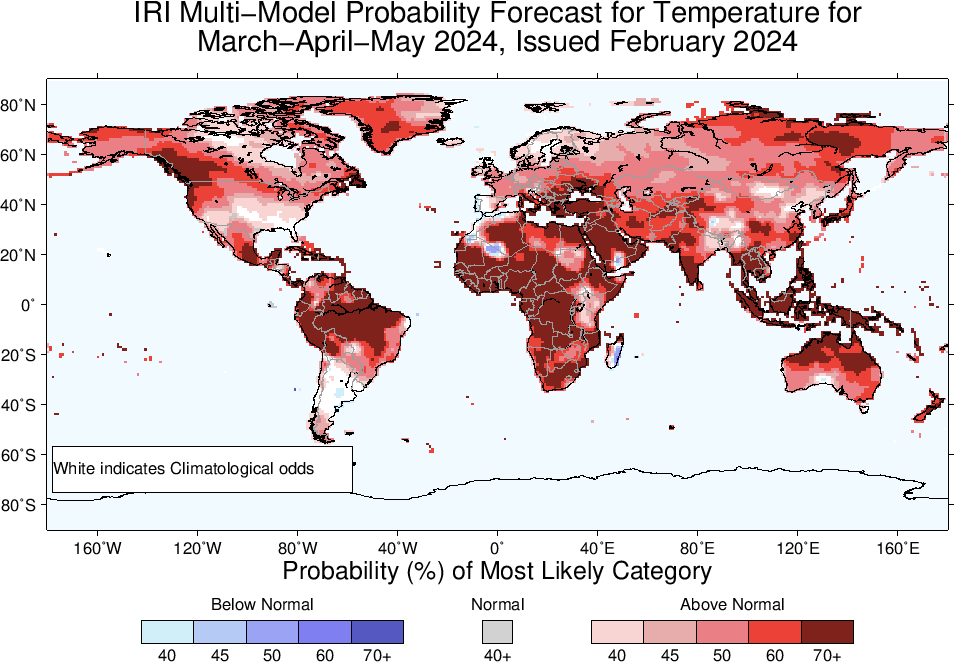 IRI Multi−Model Probability Forecast for Temperature for
March−April−May 2024, Issued February 2024
80˚N
60˚N
40˚N
20˚N
0˚
20˚S
40˚S
60˚S
80˚S
White indicates Climatological odds
160˚W 120˚W 80˚W 40˚W 0˚ 40˚E 80˚E 120˚E 160˚E
Probability (%) of Most Likely Category
Below Normal Normal Above Normal
40 45 50 60 70+ 40+ 40 45 50 60 70+